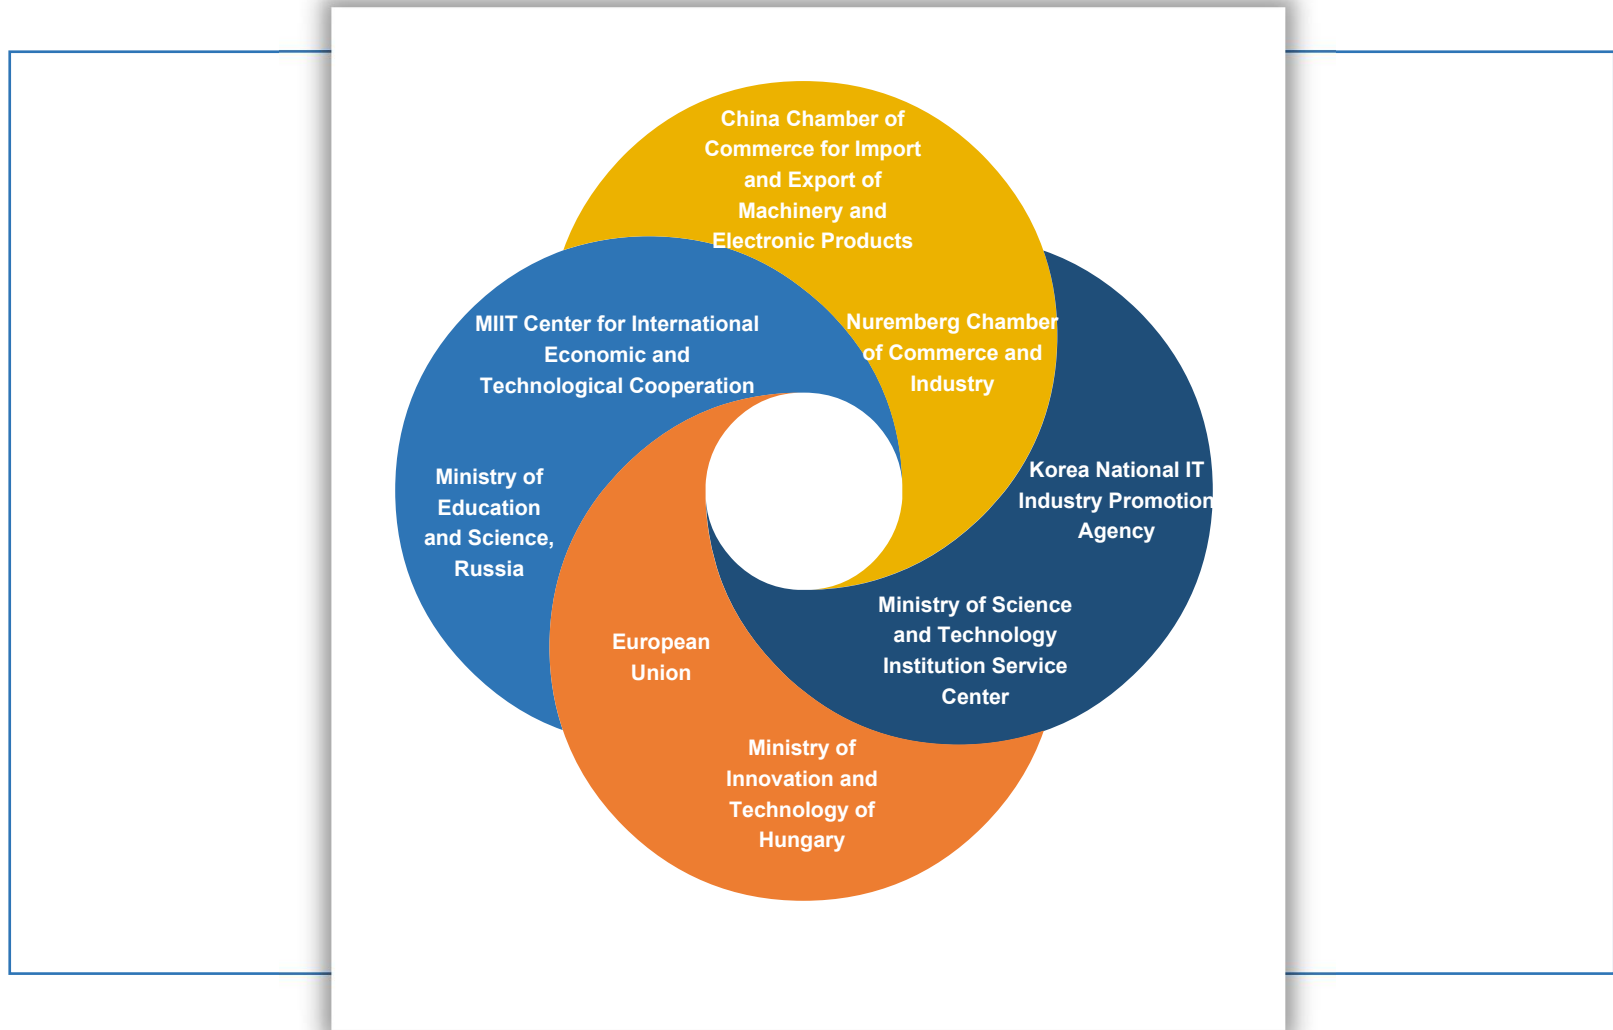 China Chamber of
Commerce for Import
and Export of
Machinery and
Electronic Products
MIIT Center for International
Economic and
Technological Cooperation
Nuremberg Chamber
of Commerce and
Industry
Ministry of
Education
and Science,
Russia
Korea National IT
Industry Promotion
Agency
European
Union
Ministry of Science
and Technology
Institution Service
Center
Ministry of
Innovation and
Technology of
Hungary